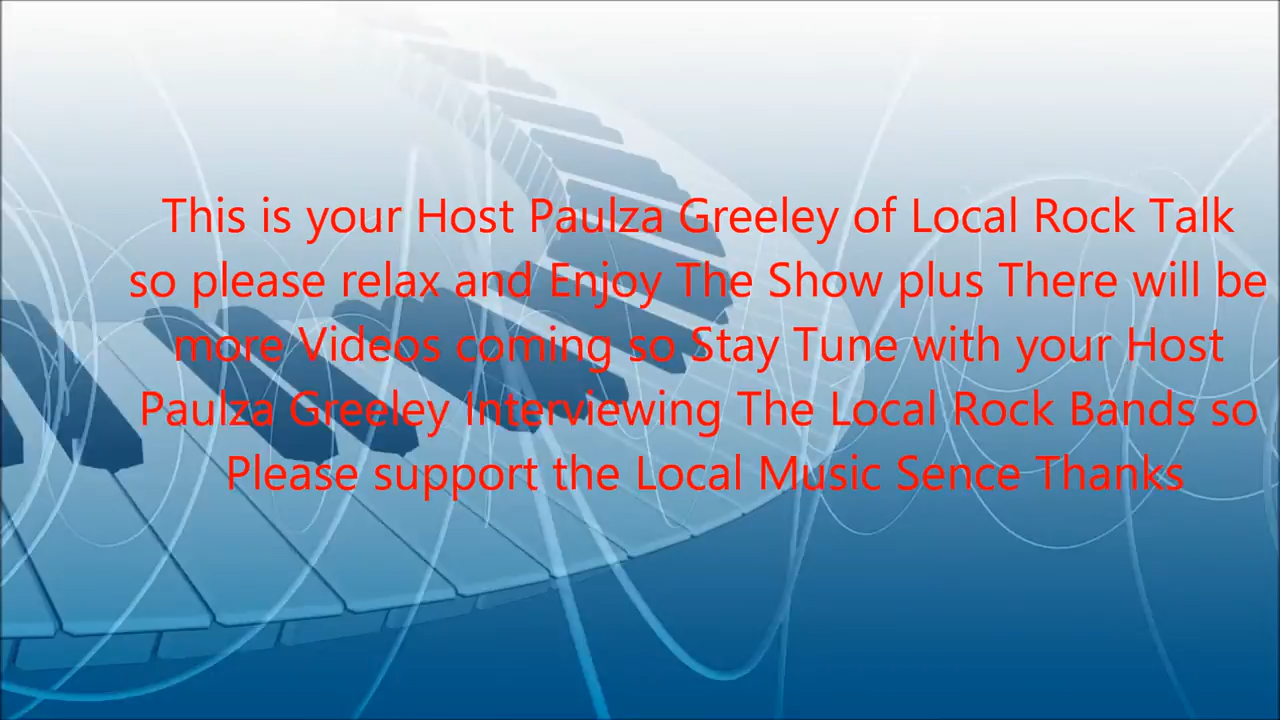 This is your Host Paulza Greeley of Local Rock Talk
so please relax and Enjoy The Show plus There will be
more Videos coming so Stay Tune with your Host
Paulza Greeley Interviewing The Local Rock Bands so
Please support the Local Music Sence Thanks